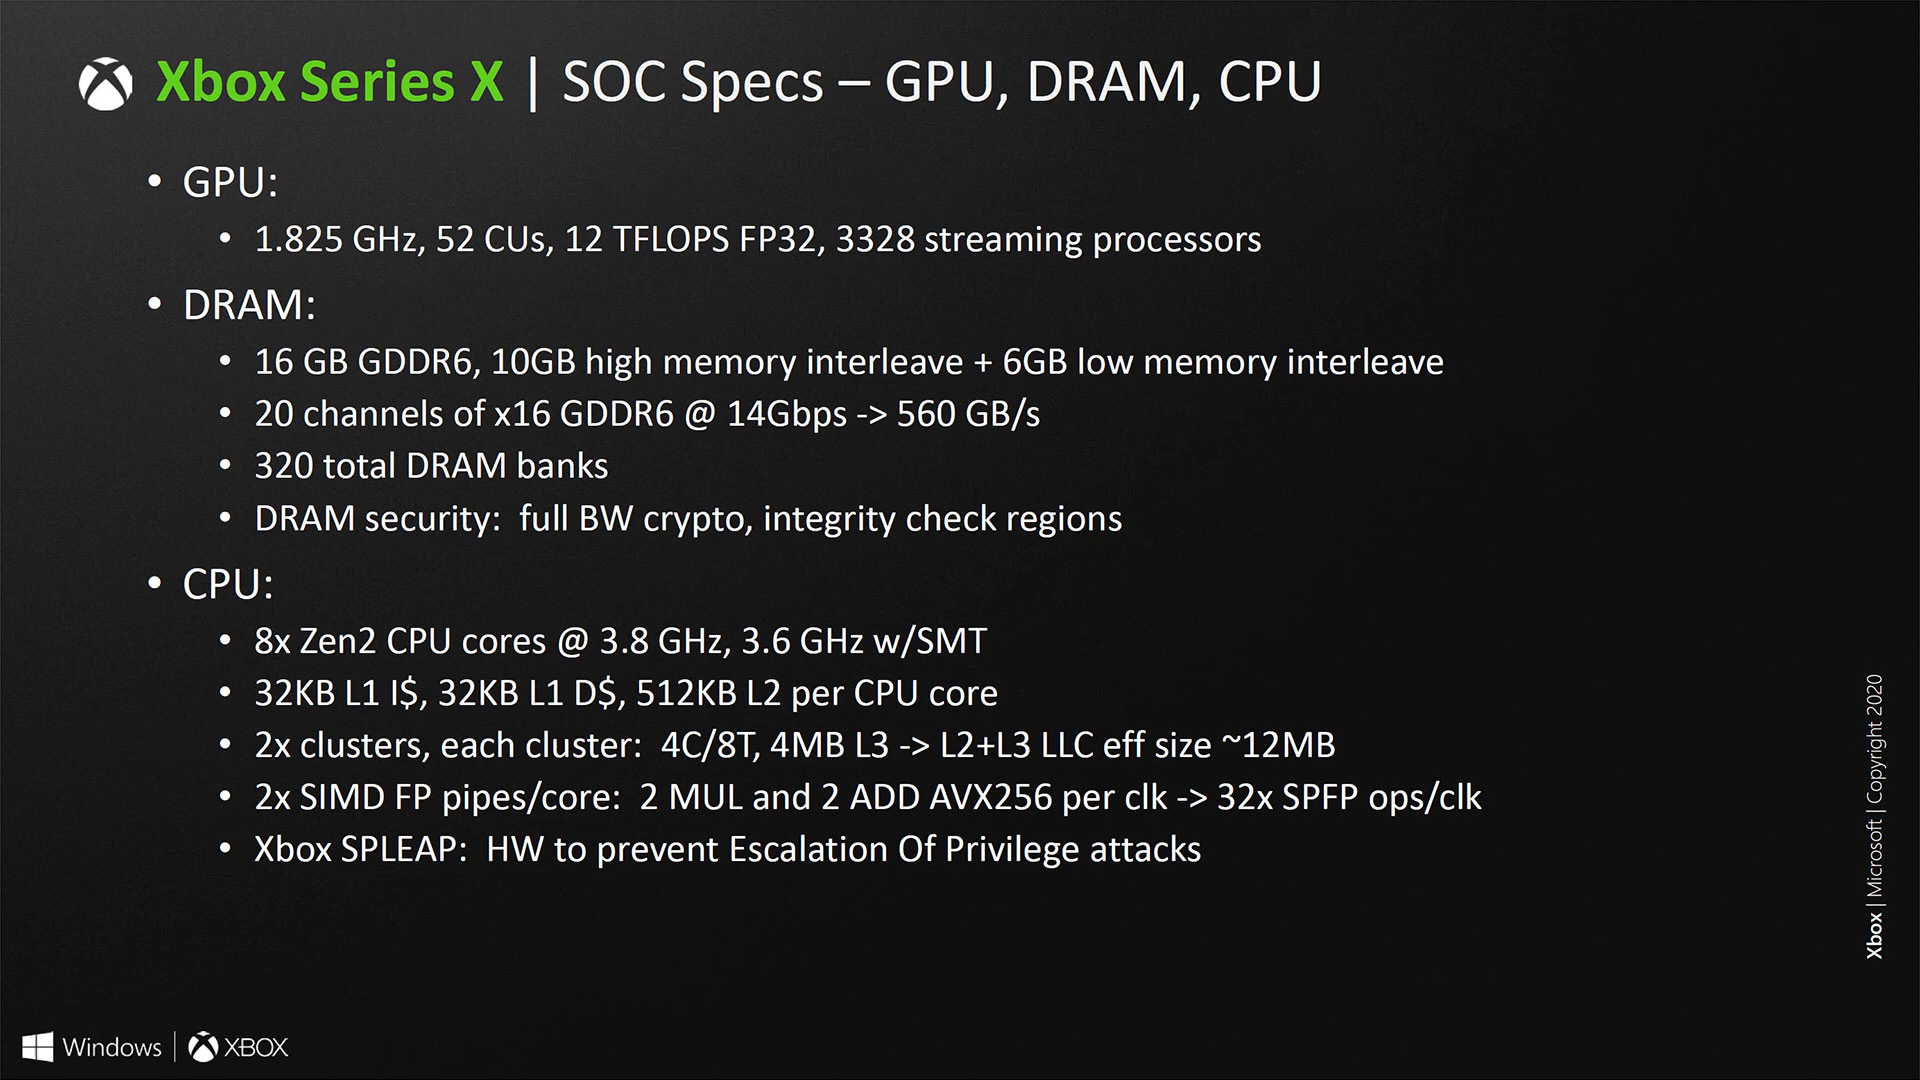 Xbox Series X | SOC Specs – GPU, DRAM, CPU
• GPU:
• 1.825 GHz, 52 CUs, 12 TFLOPS FP32, 3328 streaming processors
• DRAM:
• 16 GB GDDR6, 10GB high memory interleave + 6GB low memory interleave
• 20 channels of x16 GDDR6 @ 14Gbps -> 560 GB/s
• 320 total DRAM banks
• DRAM security:  full BW crypto, integrity check regions
• CPU:
• 8x Zen2 CPU cores @ 3.8 GHz, 3.6 GHz w/SMT
• 32KB L1 I$, 32KB L1 D$, 512KB L2 per CPU core
• 2x clusters, each cluster:  4C/8T, 4MB L3 -> L2+L3 LLC eff size ~12MB
• 2x SIMD FP pipes/core:  2 MUL and 2 ADD AVX256 per clk -> 32x SPFP ops/clk
• Xbox SPLEAP:  HW to prevent Escalation Of Privilege attacks
Xbox | Microsoft | Copyright 2020
Windows | XBOX